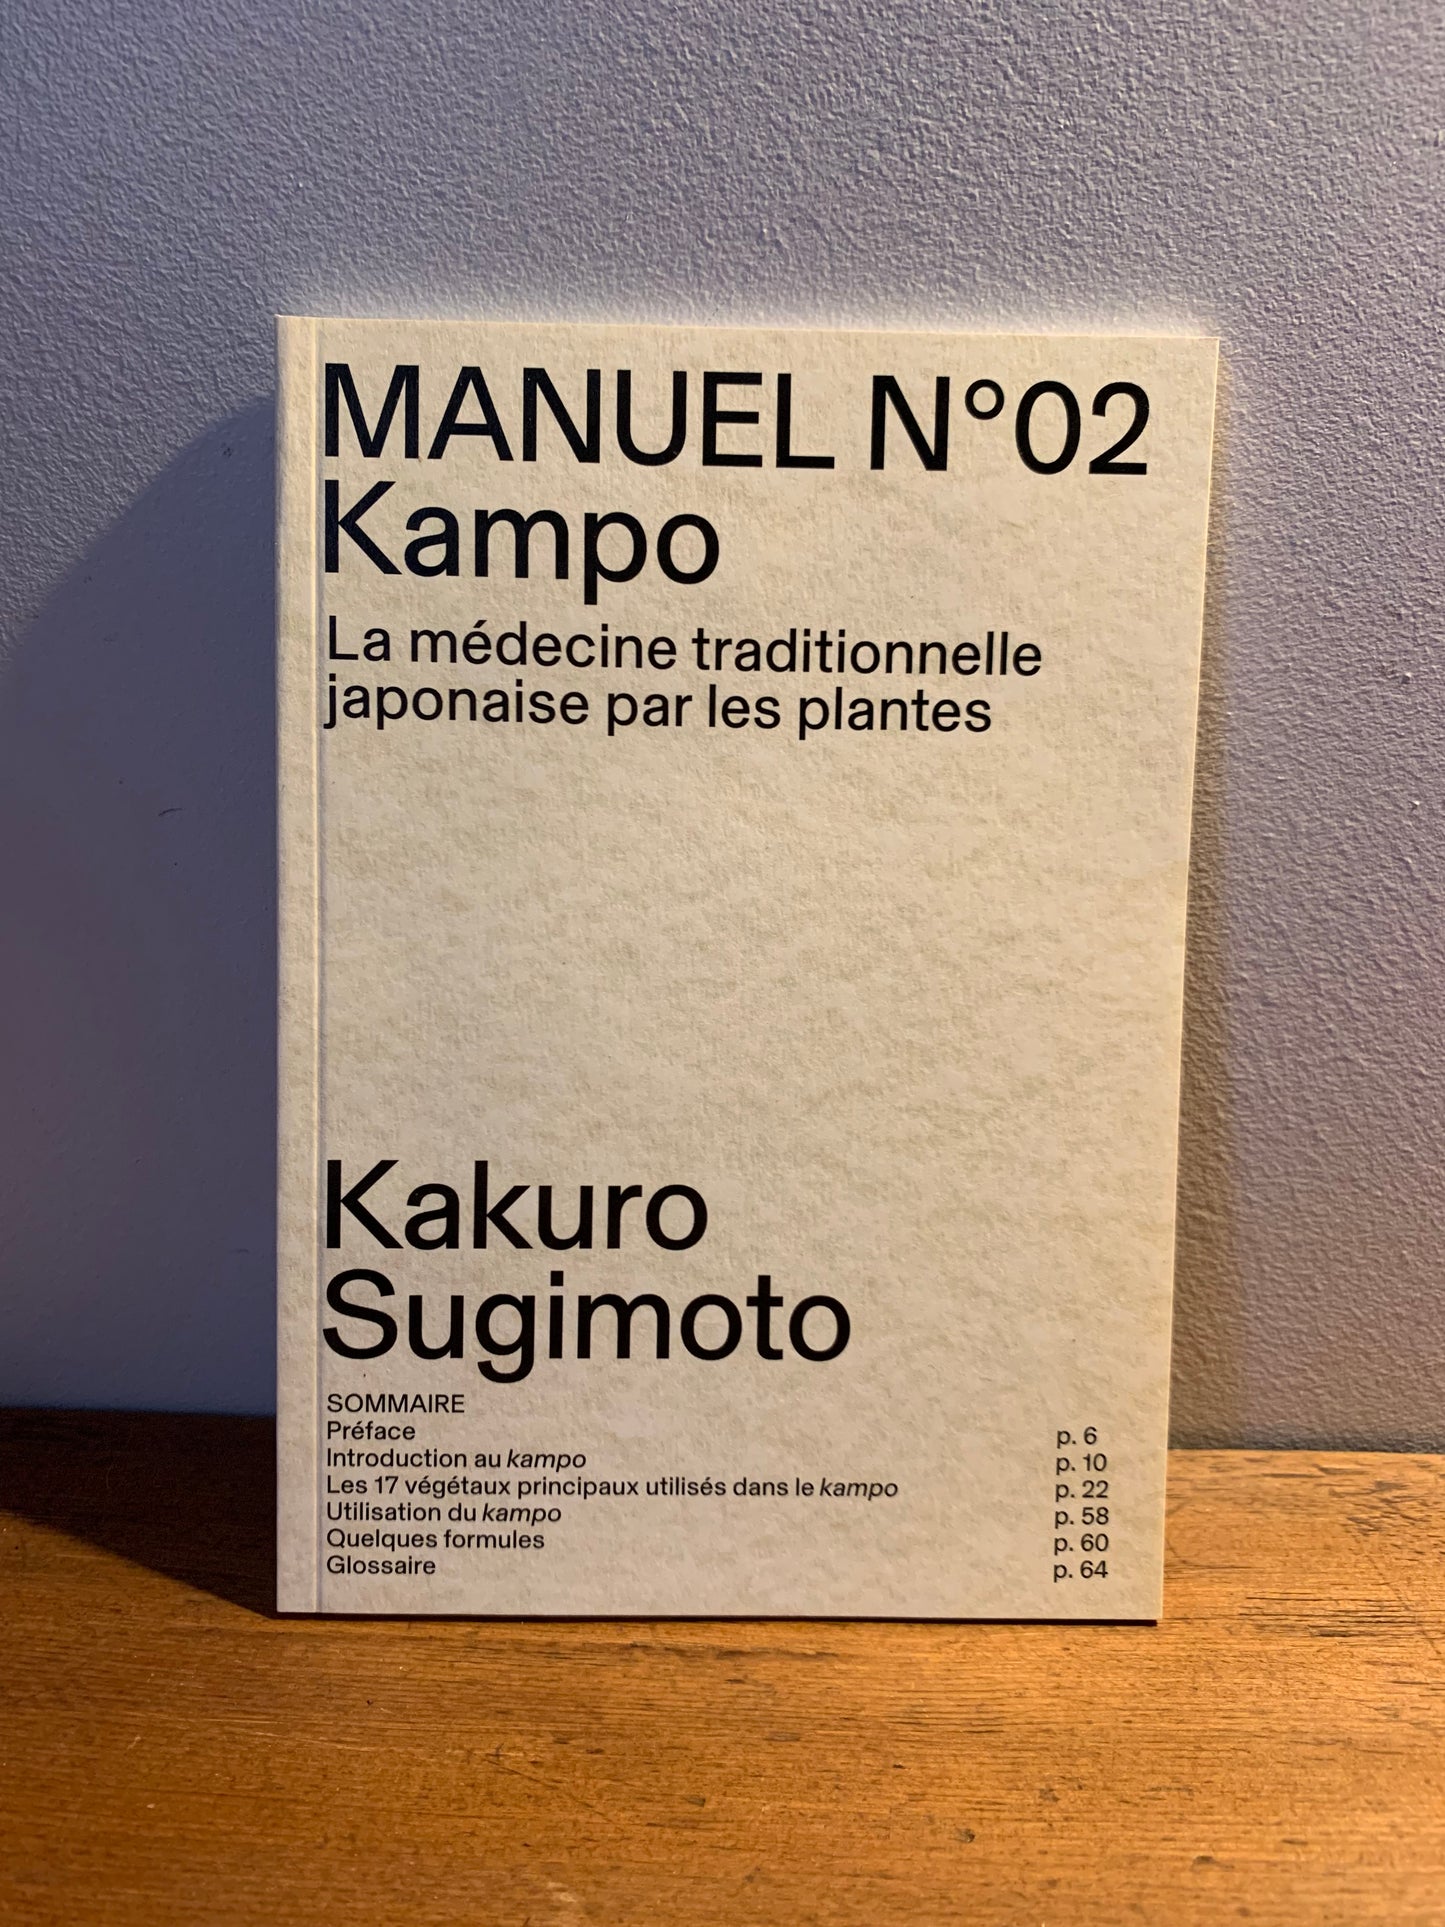 MANUEL N°02
Kampo
La médecine traditionnelle
japonaise par les plantes
Kakuro
Sugimoto
SOMMAIRE
Préface p. 6
Introduction au kampo p. 10
Les 17 végétaux principaux utilisés dans le kampo p. 22
Utilisation du kampo p. 58
Quelques formules p. 60
Glossaire p. 64